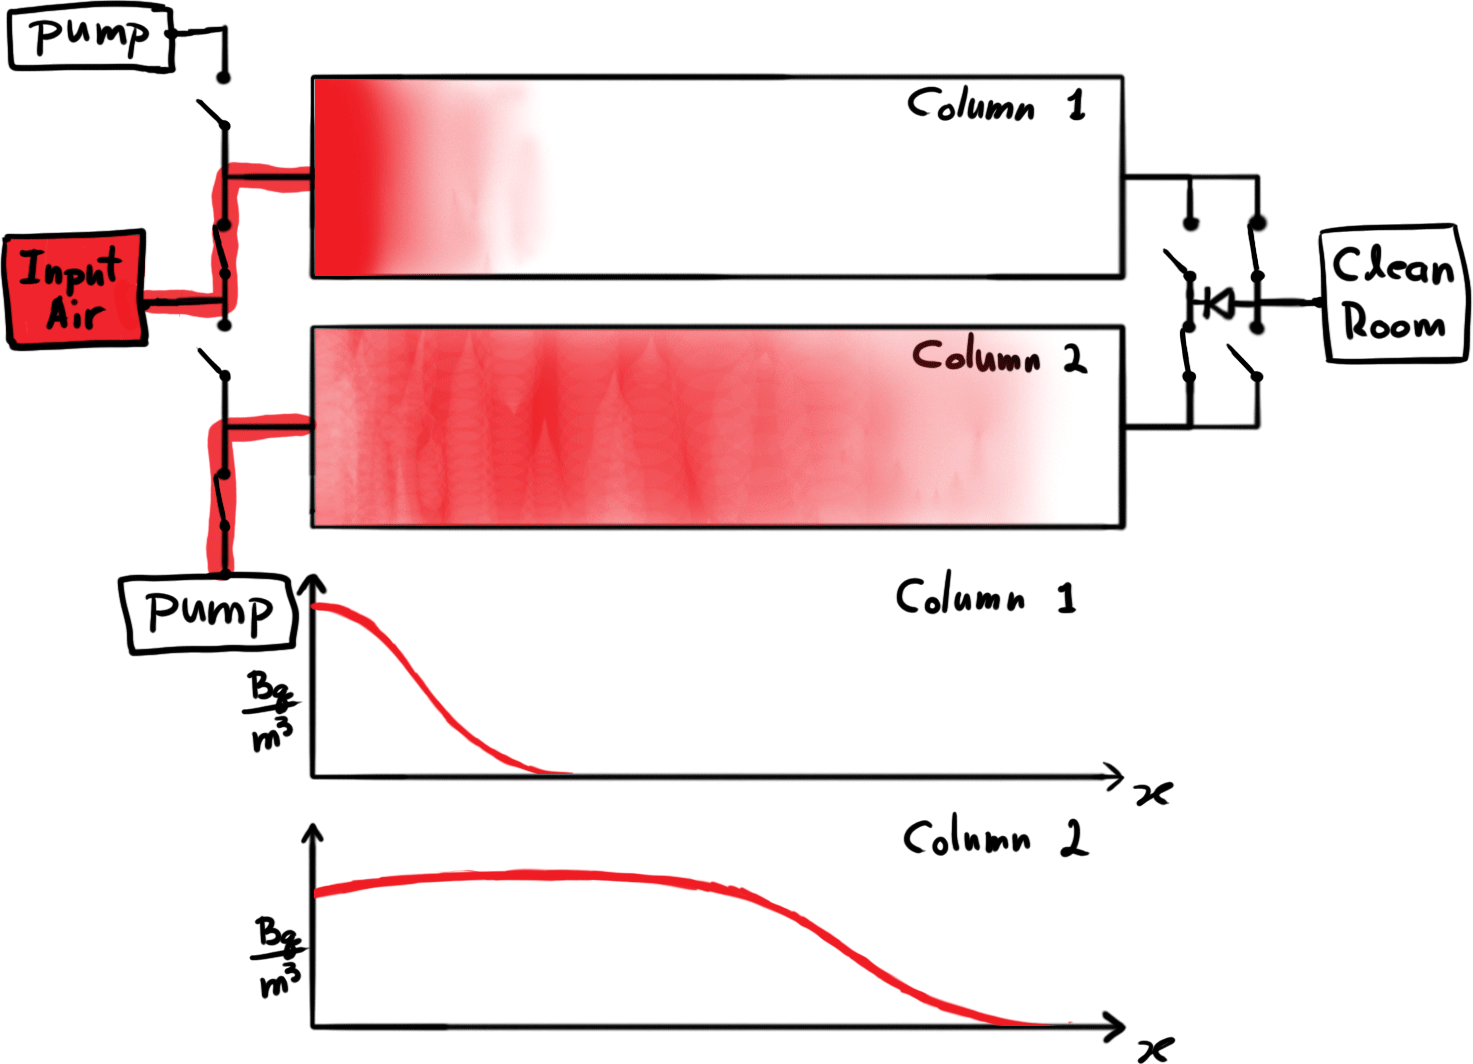 Pump
Column 1
Input
Air
Clean
Room
Column 2
Pump
Column 1
Bq
m³
x
Column 2
Bq
m³
x